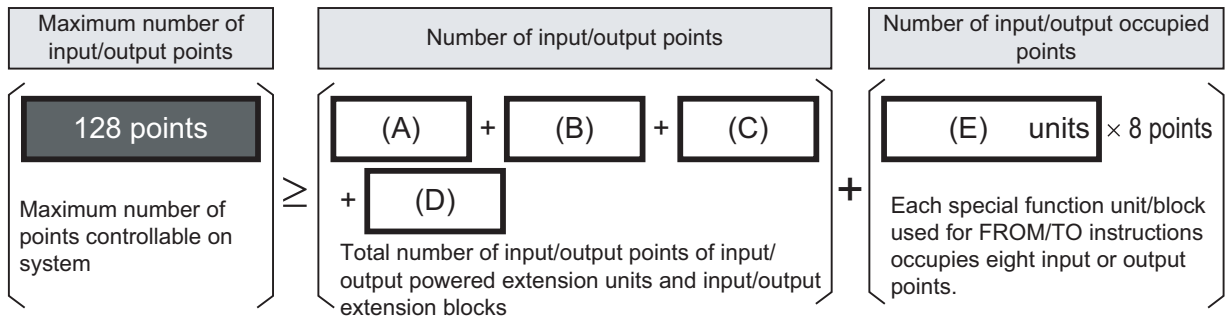 Maximum number of
input/output points
Number of input/output points
Number of input/output occupied
points
128 points
≥
(A) + (B) + (C)
+ (D)
+
(E) units × 8 points
Maximum number of
points controllable on
system
Total number of input/output points of input/
output powered extension units and input/output
extension blocks
Each special function unit/block
used for FROM/TO instructions
occupies eight input or output
points.